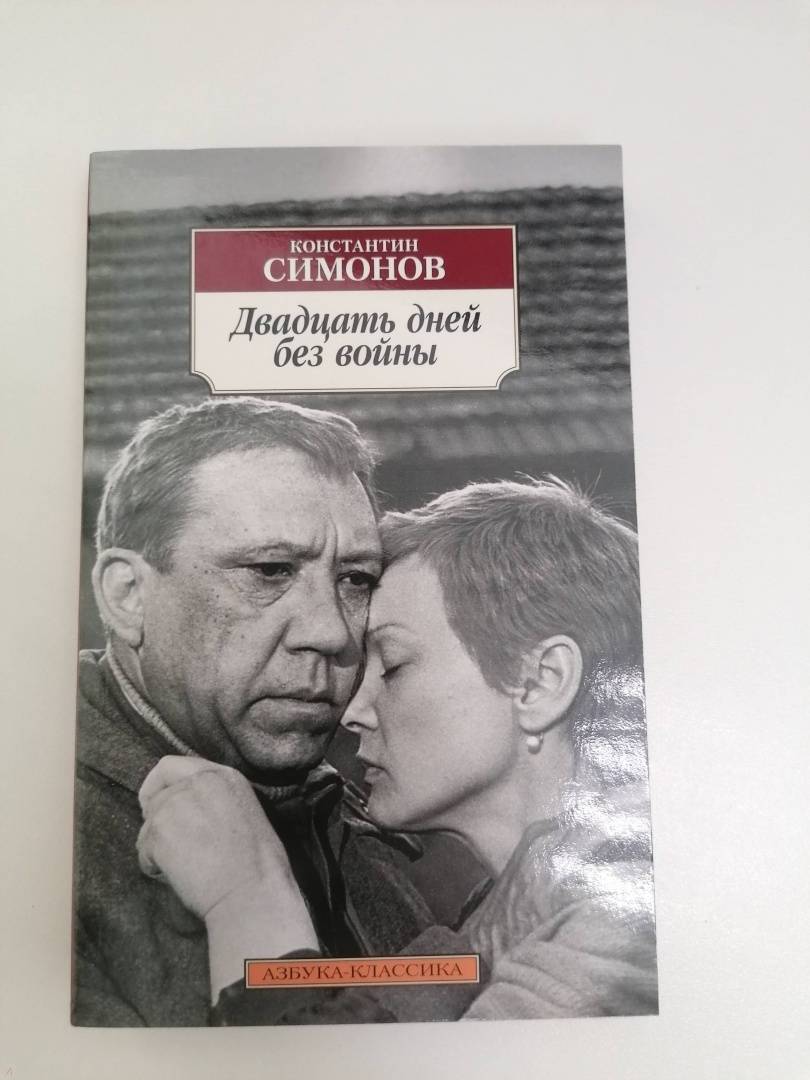 КОНСТАНТИН
СИМОНОВ
Двадцать дней
без войны
АЗБУКА-КЛАССИКА